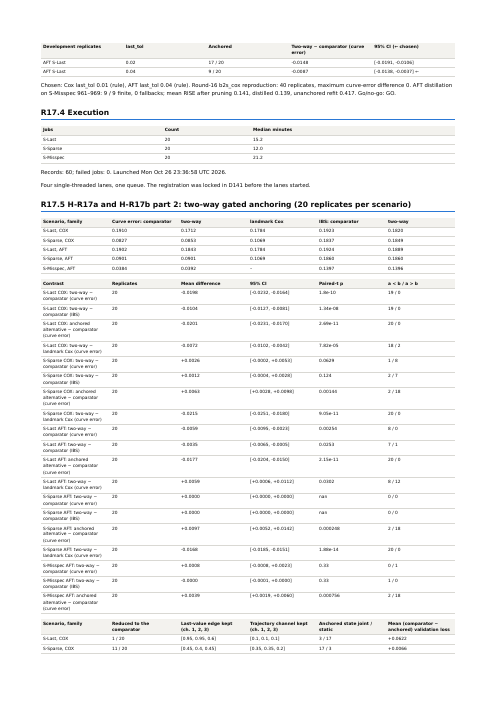 Development replicates last_tol Anchored Two-way − comparator (curve error) 95% CI (← chosen)
AFT S-Last 0.02 17 / 20 -0.0148 [-0.0191, -0.0106]
AFT S-Last 0.04 9 / 20 -0.0087 [-0.0138, -0.0037] ←
Chosen: Cox last_tol 0.01 (rule), AFT last_tol 0.04 (rule). Round-16 b2s_cox reproduction: 40 replicates, maximum curve-error difference 0. AFT distillation
on S-Misspec 961–969: 9 / 9 finite, 0 fallbacks; mean RISE after pruning 0.141, distilled 0.139, unanchored refit 0.417. Go/no-go: GO.
R17.4 Execution
Jobs Count Median minutes
S-Last 20 15.2
S-Sparse 20 12.0
S-Misspec 20 21.2
Records: 60; failed jobs: 0. Launched Mon Oct 26 23:36:58 UTC 2026.
Four single-threaded lanes, one queue. The registration was locked in D141 before the lanes started.
R17.5 H-R17a and H-R17b part 2: two-way gated anchoring (20 replicates per scenario)
Scenario, family Curve error: comparator two-way landmark Cox IBS: comparator two-way
S-Last, COX 0.1910 0.1712 0.1784 0.1923 0.1820
S-Sparse, COX 0.0827 0.0853 0.1069 0.1837 0.1849
S-Last, AFT 0.1902 0.1843 0.1784 0.1918 0.1883
S-Sparse, AFT 0.0901 0.0901 0.1069 0.1860 0.1860
S-Misspec, AFT 0.0384 0.0392 – 0.1397 0.1396
Contrast Replicates Mean difference 95% CI Paired-t p a < b / a > b
S-Last COX: two-way − comparator (curve error) 20 -0.0198 [-0.0232, -0.0164] 1.8e-10 19 / 0
S-Last COX: two-way − comparator (IBS) 20 -0.0104 [-0.0127, -0.0081] 1.34e-08 19 / 0
S-Last COX: anchored alternative − comparator (curve error) 20 -0.0201 [-0.0231, -0.0170] 2.69e-11 20 / 0
S-Last COX: two-way − landmark Cox (curve error) 20 -0.0072 [-0.0102, -0.0042] 7.82e-05 18 / 2
S-Sparse COX: two-way − comparator (curve error) 20 +0.0026 [-0.0002, +0.0053] 0.0629 1 / 8
S-Sparse COX: two-way − comparator (IBS) 20 +0.0012 [-0.0004, +0.0028] 0.124 2 / 7
S-Sparse COX: anchored alternative − comparator (curve error) 20 +0.0063 [+0.0028, +0.0098] 0.00144 2 / 18
S-Sparse COX: two-way − landmark Cox (curve error) 20 -0.0215 [-0.0251, -0.0180] 9.05e-11 20 / 0
S-Last AFT: two-way − comparator (curve error) 20 -0.0059 [-0.0095, -0.0023] 0.00254 8 / 0
S-Last AFT: two-way − comparator (IBS) 20 -0.0035 [-0.0065, -0.0005] 0.0253 7 / 1
S-Last AFT: anchored alternative − comparator (curve error) 20 -0.0177 [-0.0204, -0.0150] 2.15e-11 20 / 0
S-Last AFT: two-way − landmark Cox (curve error) 20 +0.0059 [+0.0006, +0.0112] 0.0302 8 / 12
S-Sparse AFT: two-way − comparator (curve error) 20 +0.0000 [+0.0000, +0.0000] nan 0 / 0
S-Sparse AFT: two-way − comparator (IBS) 20 +0.0000 [+0.0000, +0.0000] nan 0 / 0
S-Sparse AFT: anchored alternative − comparator (curve error) 20 +0.0097 [+0.0052, +0.0142] 0.000248 2 / 18
S-Sparse AFT: two-way − landmark Cox (curve error) 20 -0.0168 [-0.0185, -0.0151] 1.88e-14 20 / 0
S-Misspec AFT: two-way − comparator (curve error) 20 +0.0008 [-0.0008, +0.0023] 0.33 0 / 1
S-Misspec AFT: two-way − comparator (IBS) 20 -0.0000 [-0.0001, +0.0000] 0.33 1 / 0
S-Misspec AFT: anchored alternative − comparator (curve error) 20 +0.0039 [+0.0019, +0.0060] 0.000756 2 / 18
Scenario, family Reduced to the comparator Last-value edge kept (ch. 1, 2, 3) Trajectory channel kept (ch. 1, 2, 3) Anchored state joint / static Mean (comparator − anchored) validation loss
S-Last, COX 1 / 20 [0.95, 0.95, 0.6] [0.1, 0.1, 0.1] 3 / 17 +0.0622
S-Sparse, COX 11 / 20 [0.45, 0.4, 0.45] [0.35, 0.35, 0.2] 17 / 3 +0.0066